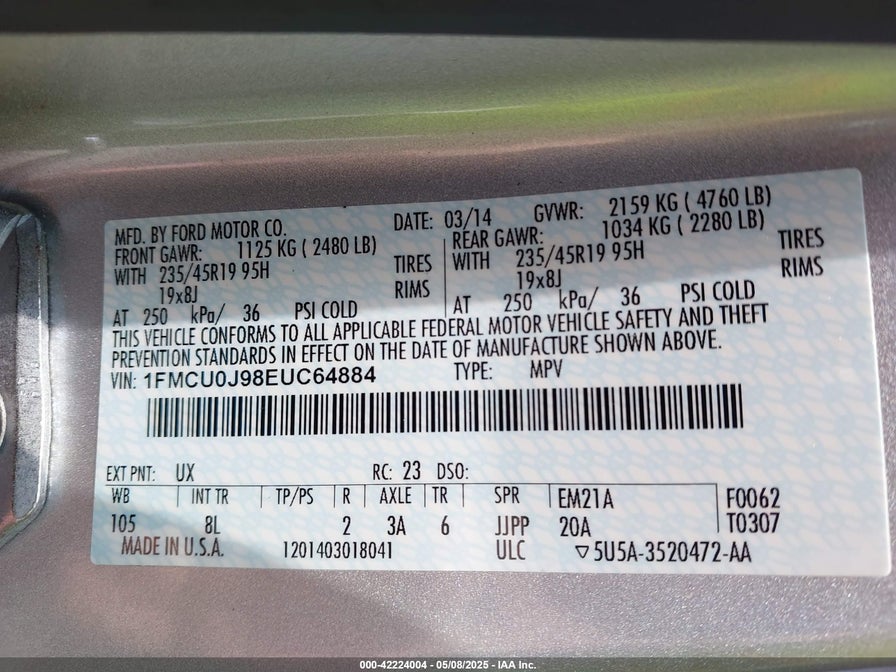 MFD. BY FORD MOTOR CO. DATE: 03/14 GVWR: 2159 KG ( 4760 LB)
FRONT GAWR: 1125 KG ( 2480 LB) REAR GAWR: 1034 KG ( 2280 LB)
WITH 235/45R19 95H TIRES WITH 235/45R19 95H TIRES
19x8J RIMS 19x8J RIMS
AT 250 kPa/ 36 PSI COLD AT 250 kPa/ 36 PSI COLD
THIS VEHICLE CONFORMS TO ALL APPLICABLE FEDERAL MOTOR VEHICLE SAFETY AND THEFT
PREVENTION STANDARDS IN EFFECT ON THE DATE OF MANUFACTURE SHOWN ABOVE.
VIN: 1FMCU0J98EUC64884 TYPE: MPV
EXT PNT: UX RC: 23 DSO:
WB INT TR TP/PS R AXLE TR SPR EM21A F0062
105 8L 2 3A 6 JJPP 20A T0307
MADE IN U.S.A. 1201403018041 ULC ▽5U5A-3520472-AA
000-42224004 - 05/08/2025 - IAA Inc.